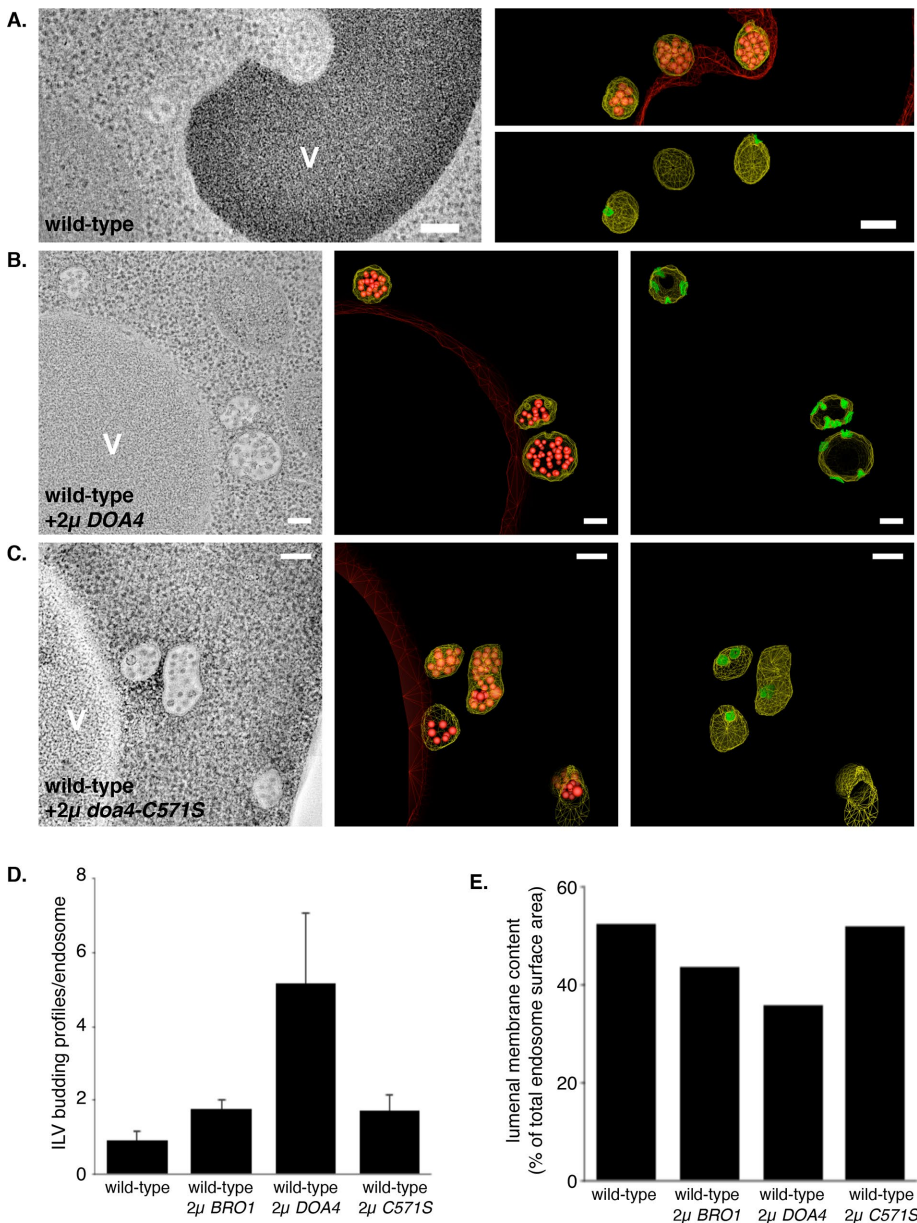 A.
V
wild-type
B.
V
wild-type
+2µ DOA4
C.
V
wild-type
+2µ doa4-C571S
D.
ILV budding profiles/endosome
8
6
4
2
0
wild-type
wild-type
2µ BRO1
wild-type
2µ DOA4
wild-type
2µ C571S
E.
lumenal membrane content
(% of total endosome surface area)
60
40
20
0
wild-type
wild-type
2µ BRO1
wild-type
2µ DOA4
wild-type
2µ C571S